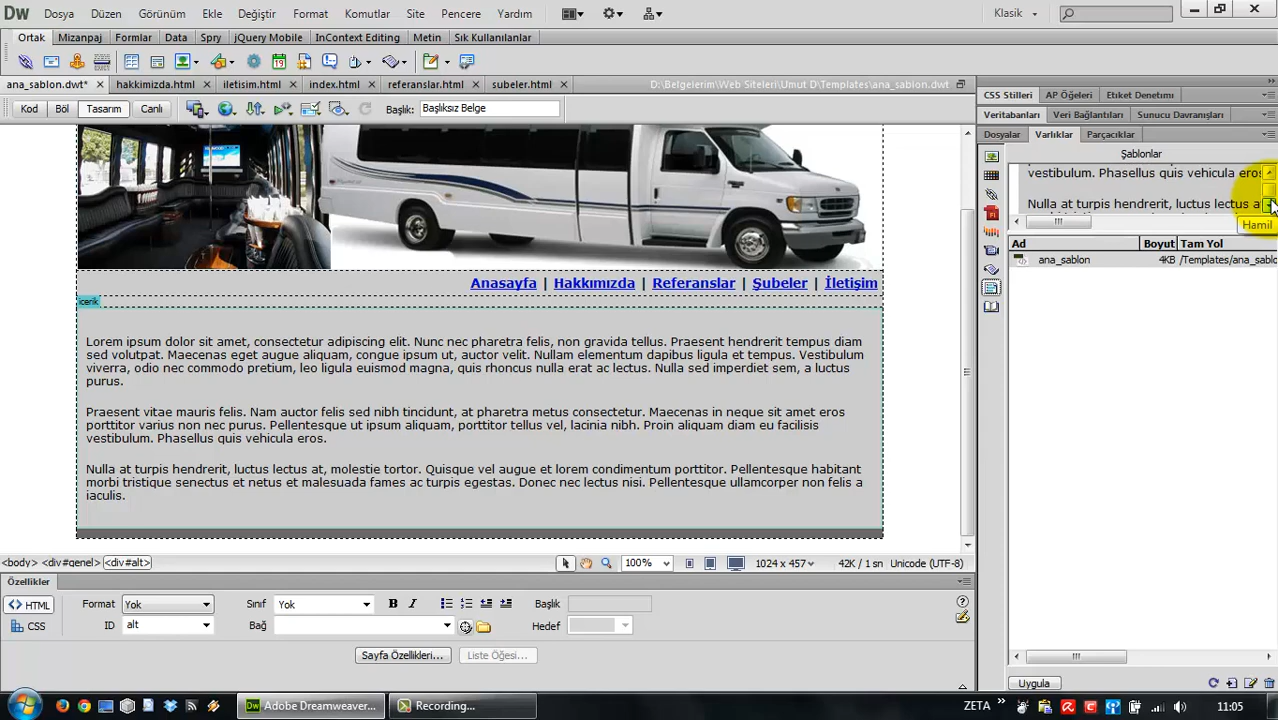 Dw Dosya Düzen Görünüm Ekle Değiştir Format Komutlar Site Pencere Yardım Klasik
Ortak Mizanpaj Formlar Data Spry jQuery Mobile InContext Editing Metin Sık Kullanılanlar
ana_sablon.dwt* hakkimizda.html iletisim.html index.html referanslar.html subeler.html D:\Belgelerim\Web Siteleri\Umut D\Templates\ana_sablon.dwt
Kod Böl Tasarım Canlı Başlık: Başlıksız Belge
CSS Stilleri AP Öğeleri Etiket Denetimi
Veritabanları Veri Bağlantıları Sunucu Davranışları
Dosyalar Varlıklar Parçacıklar
Şablonlar
vestibulum. Phasellus quis vehicula eros
Nulla at turpis hendrerit, luctus lectus a
Hamil
Ad Boyut Tam Yol
ana_sablon 4KB /Templates/ana_sablo
Anasayfa | Hakkımızda | Referanslar | Şubeler | İletişim
icerik
Lorem ipsum dolor sit amet, consectetur adipiscing elit. Nunc nec pharetra felis, non gravida tellus. Praesent hendrerit tempus diam
sed volutpat. Maecenas eget augue aliquam, congue ipsum ut, auctor velit. Nullam elementum dapibus ligula et tempus. Vestibulum
viverra, odio nec commodo pretium, leo ligula euismod magna, quis rhoncus nulla erat ac lectus. Nulla sed imperdiet sem, a luctus
purus.
Praesent vitae mauris felis. Nam auctor felis sed nibh tincidunt, at pharetra metus consectetur. Maecenas in neque sit amet eros
porttitor varius non nec purus. Pellentesque ut ipsum aliquam, porttitor tellus vel, lacinia nibh. Proin aliquam diam eu facilisis
vestibulum. Phasellus quis vehicula eros.
Nulla at turpis hendrerit, luctus lectus at, molestie tortor. Quisque vel augue et lorem condimentum porttitor. Pellentesque habitant
morbi tristique senectus et netus et malesuada fames ac turpis egestas. Donec nec lectus nisi. Pellentesque ullamcorper non felis a
iaculis.
<body> <div#genel> <div#alt> 100% 1024 x 457 42K / 1 sn Unicode (UTF-8)
Özellikler
HTML Format Yok Sınıf Yok B I Başlık
CSS ID alt Bağ Hedef
Sayfa Özellikleri... Liste Öğesi...
Uygula
Adobe Dreamweaver... Recording... ZETA 11:05